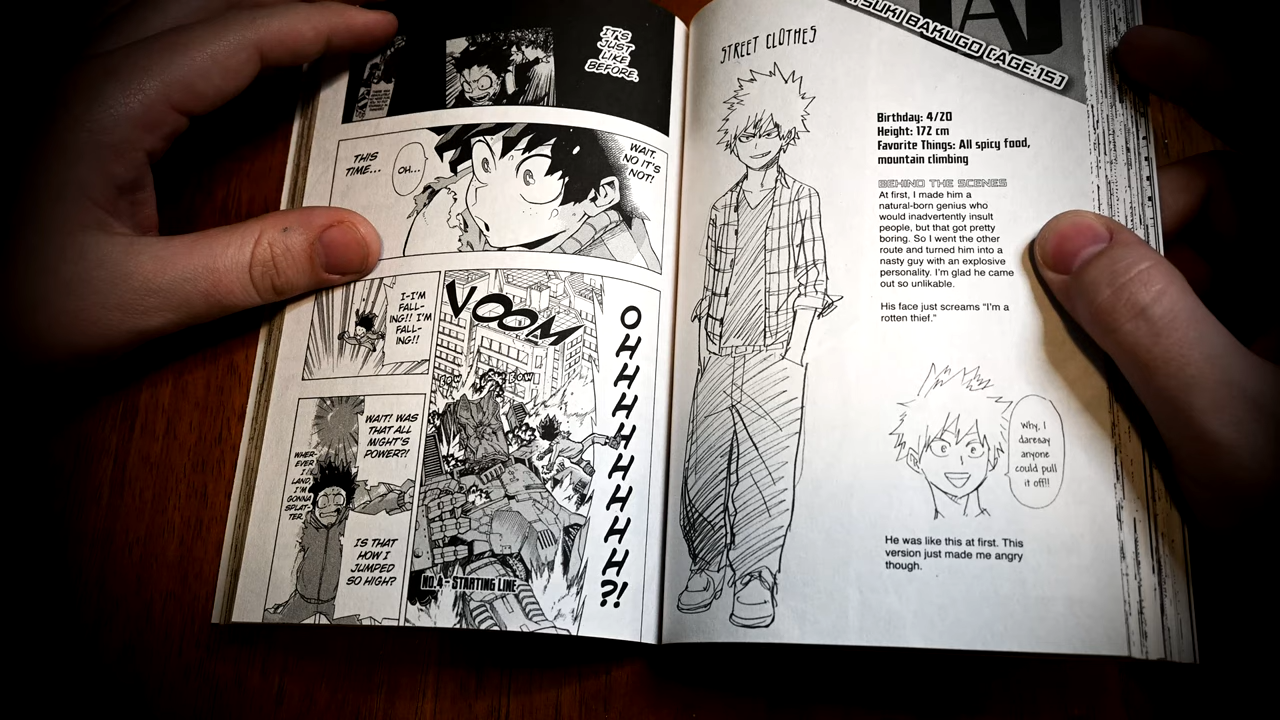 IT'S
JUST
LIKE
BEFORE.
WAIT.
NO IT'S
NOT!
OH...
THIS
TIME...
I-I'M
FALL-
ING!! I'M
FALL-
ING!!
VOOM
OHHHHHHH?!
WAIT! WAS
THAT ALL
MIGHT'S
POWER?!
WHER-
EVER
I
LAND,
I'M
GONNA
SPLAT-
TER.
IS THAT
HOW I
JUMPED
SO HIGH?
NO. 4 - STARTING LINE
STREET CLOTHES
TSUKI BAKUGO (AGE:15)
Birthday: 4/20
Height: 172 cm
Favorite Things: All spicy food,
mountain climbing
BEHIND THE SCENES
At first, I made him a
natural-born genius who
would inadvertently insult
people, but that got pretty
boring. So I went the other
route and turned him into a
nasty guy with an explosive
personality. I'm glad he came
out so unlikable.
His face just screams "I'm a
rotten thief."
Why, I
daresay
anyone
could pull
it off!!
He was like this at first. This
version just made me angry
though.